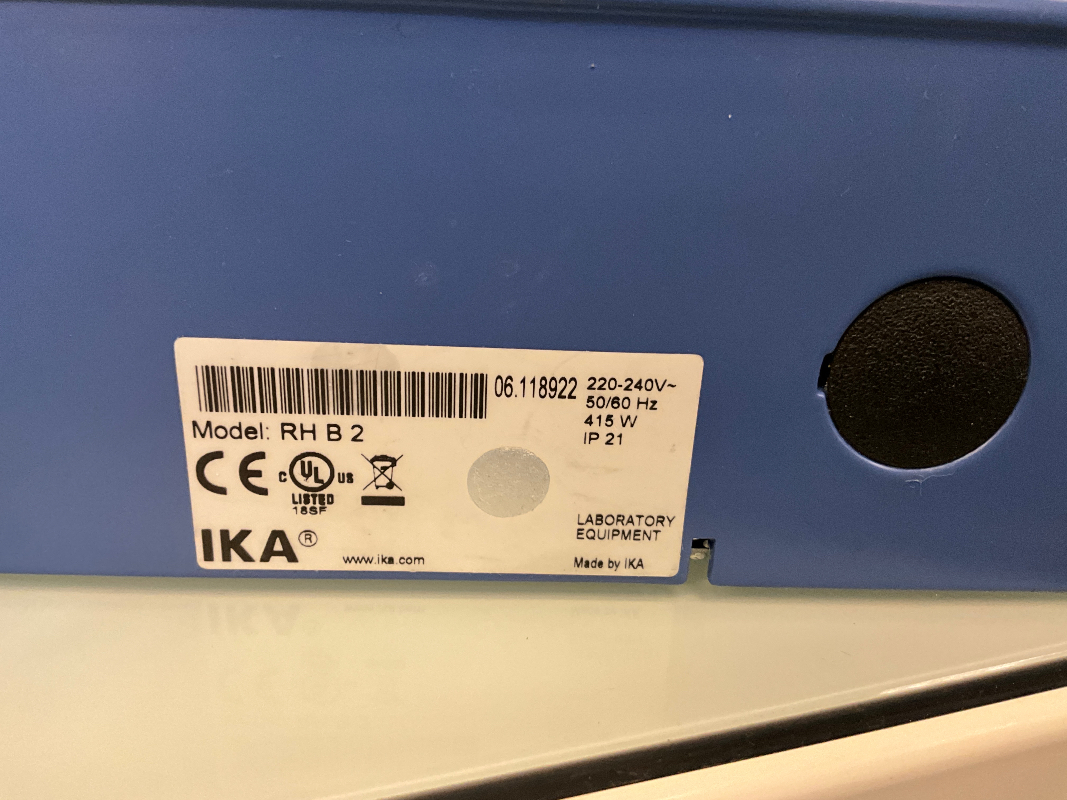 06.118922
220-240V~
50/60 Hz
415 W
IP 21
Model: RH B 2
CE
C UL US
LISTED
18SF
LABORATORY
EQUIPMENT
IKA®
www.ika.com
Made by IKA